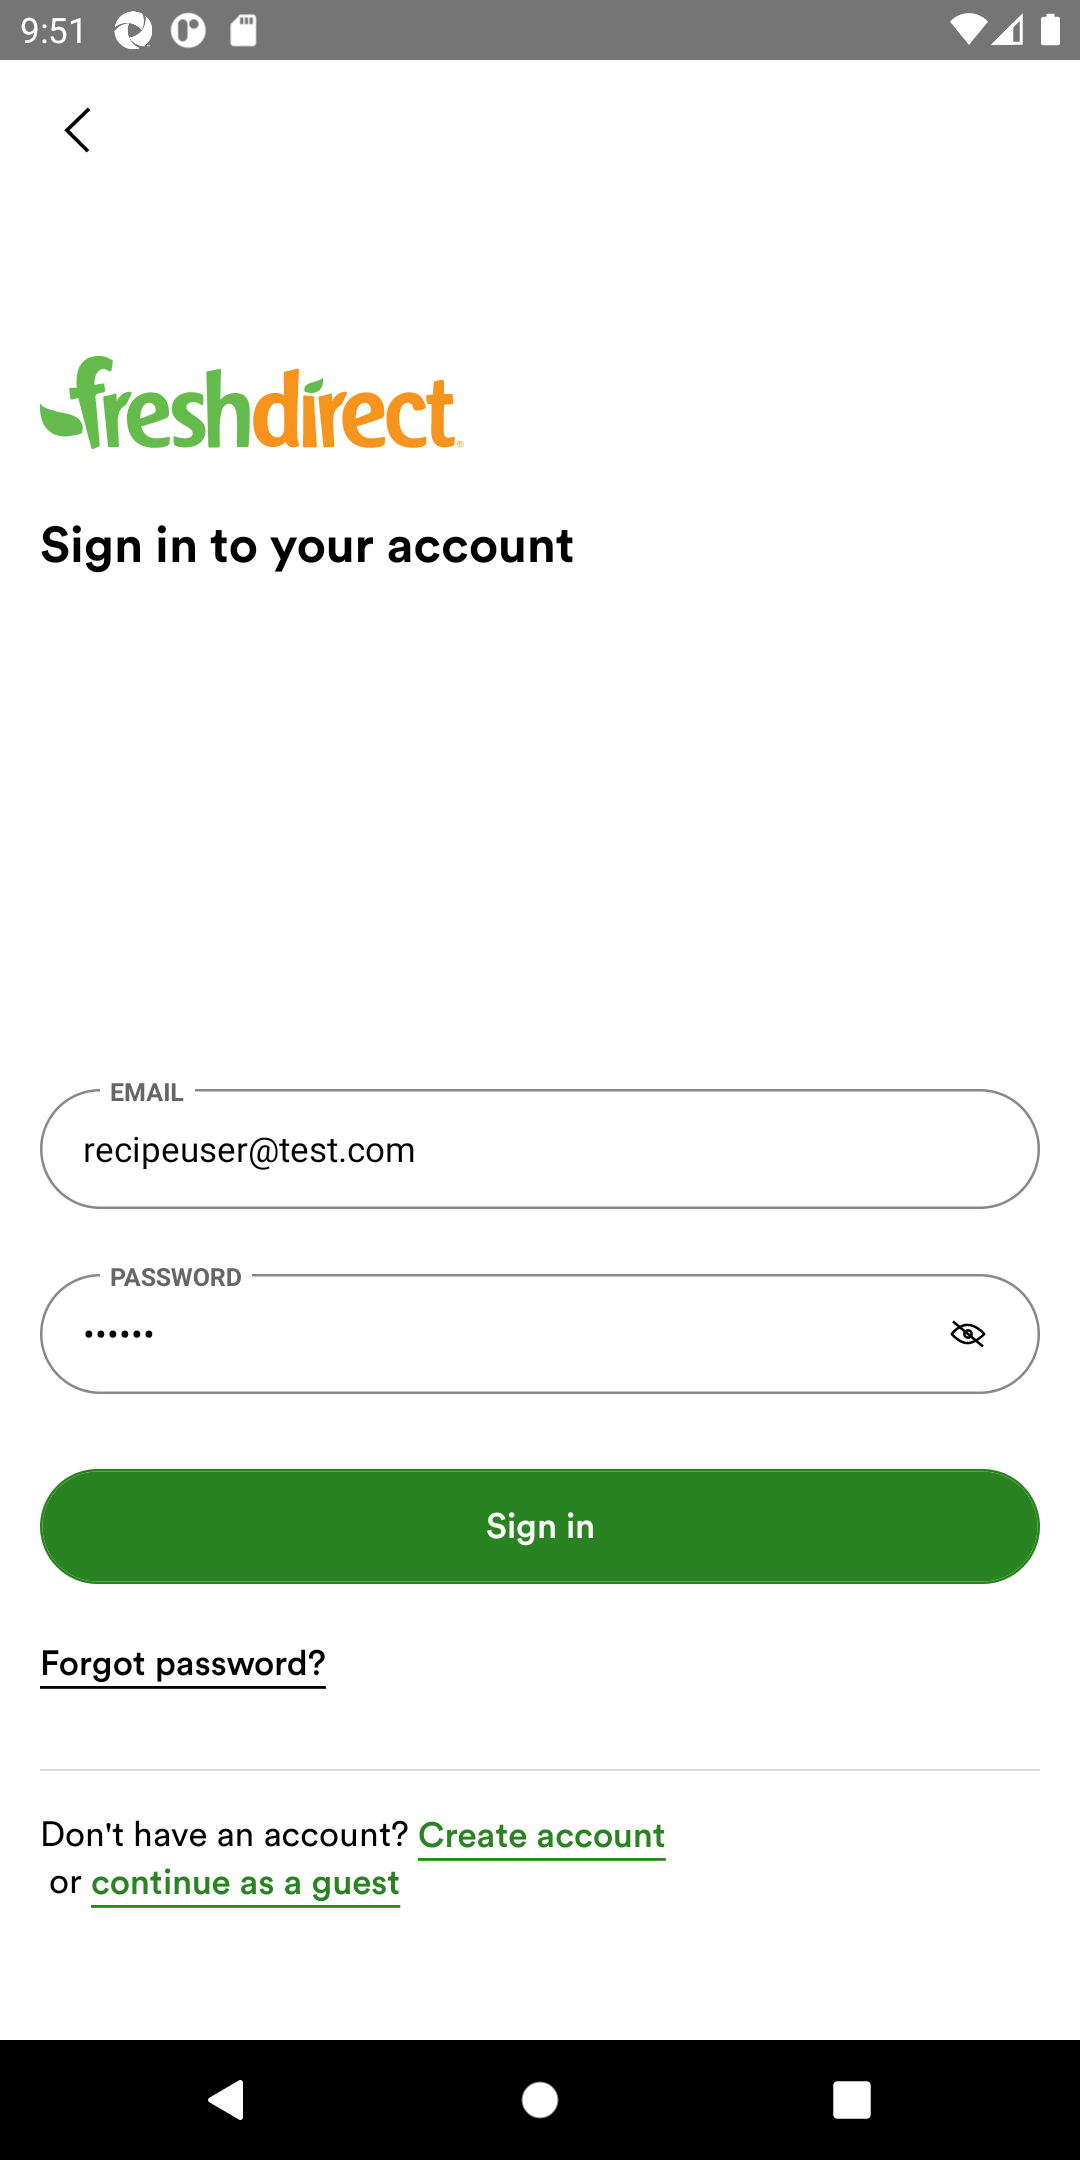 9:51
freshdirect
Sign in to your account
EMAIL
recipeuser@test.com
PASSWORD
••••••
Sign in
Forgot password?
Don't have an account? Create account
or continue as a guest